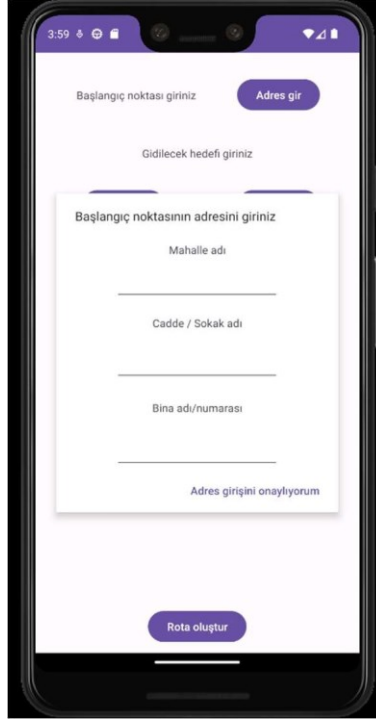 3:59
Başlangıç noktası giriniz
Adres gir
Gidilecek hedefi giriniz
Başlangıç noktasının adresini giriniz
Mahalle adı
Cadde / Sokak adı
Bina adı/numarası
Adres girişini onaylıyorum
Rota oluştur